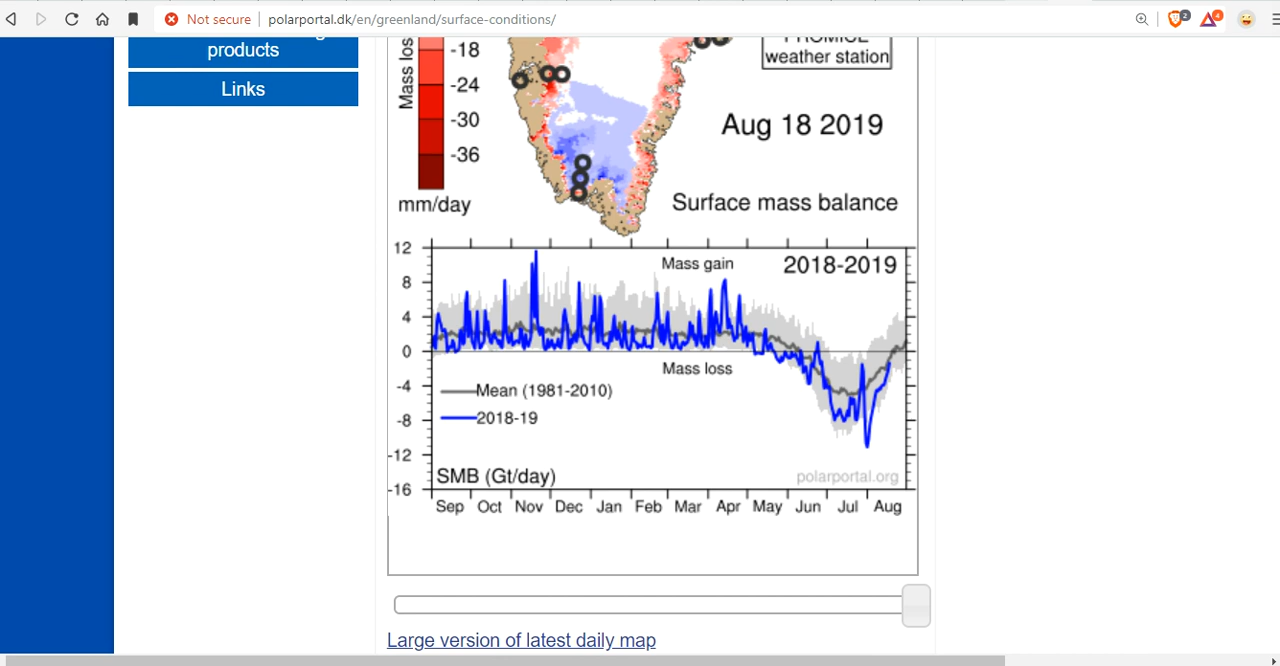 Not secure | polarportal.dk/en/greenland/surface-conditions/
2
4
products
Links
Mass los
-18
-24
-30
-36
mm/day
PROMICE
weather station
Aug 18 2019
Surface mass balance
12
8
4
0
-4
-8
-12
-16
Mass gain
2018-2019
Mass loss
Mean (1981-2010)
2018-19
SMB (Gt/day)
polarportal.org
Sep Oct Nov Dec Jan Feb Mar Apr May Jun Jul Aug
Large version of latest daily map